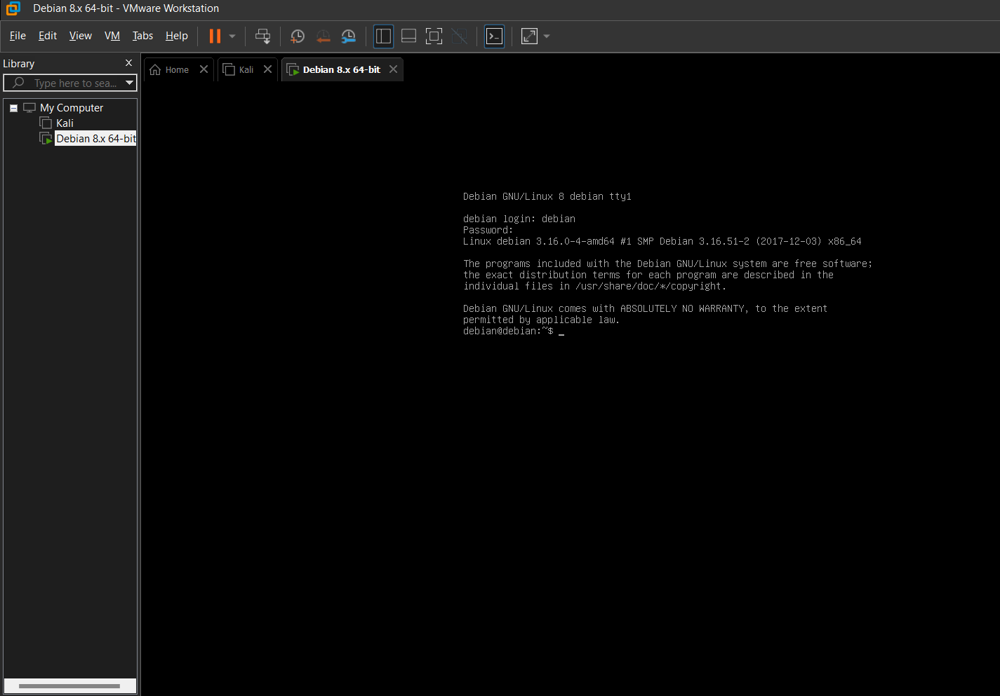 Debian 8.x 64-bit - VMware Workstation
File Edit View VM Tabs Help
Library
Type here to sea...
My Computer
Kali
Debian 8.x 64-bit
Home Kali Debian 8.x 64-bit
Debian GNU/Linux 8 debian tty1
debian login: debian
Password:
Linux debian 3.16.0-4-amd64 #1 SMP Debian 3.16.51-2 (2017-12-03) x86_64
The programs included with the Debian GNU/Linux system are free software;
the exact distribution terms for each program are described in the
individual files in /usr/share/doc/*/copyright.
Debian GNU/Linux comes with ABSOLUTELY NO WARRANTY, to the extent
permitted by applicable law.
debian@debian:~$ _